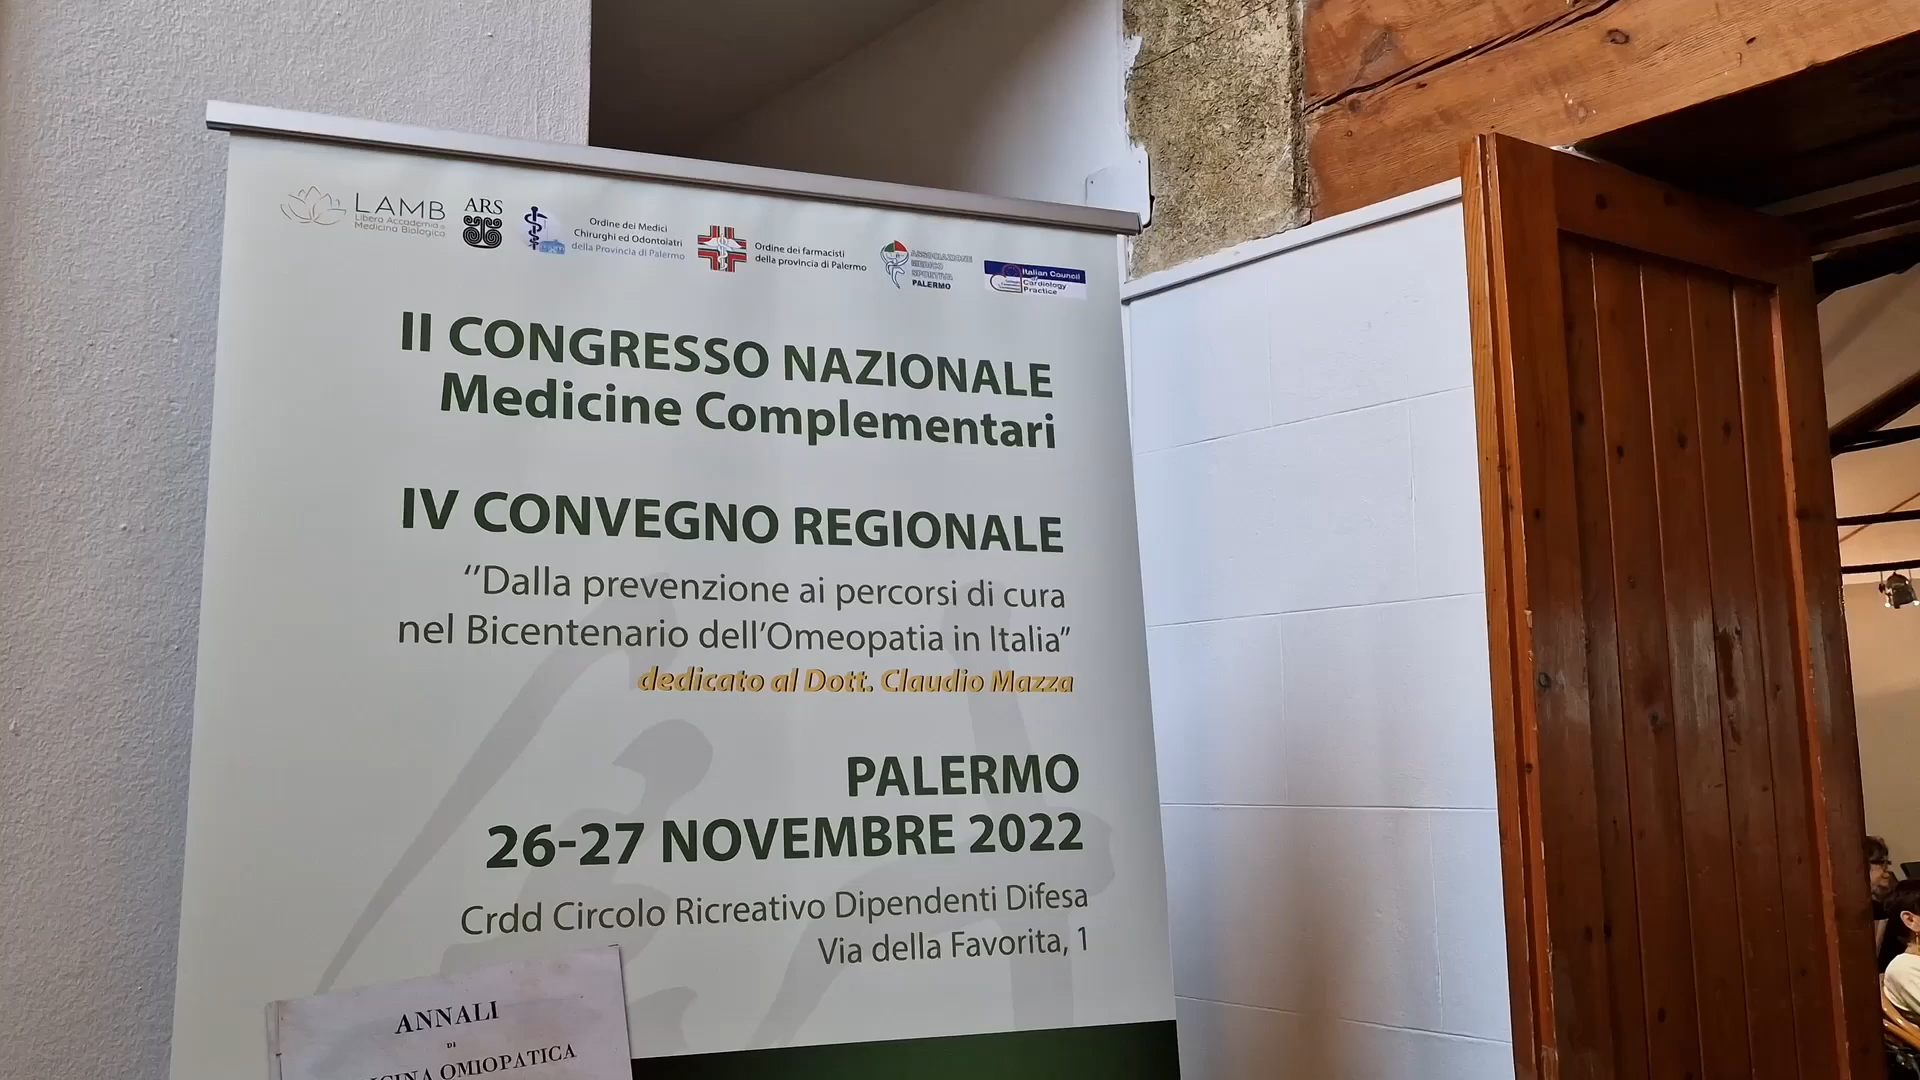 LAMB
Libera Accademia di
Medicina Biologica
ARS
Ordine dei Medici
Chirurghi ed Odontoiatri
della Provincia di Palermo
Ordine dei farmacisti
della provincia di Palermo
ASSOCIAZIONE
MEDICO
SPORTIVA
PALERMO
Italian Council
Cardiology
Practice
II CONGRESSO NAZIONALE
Medicine Complementari
IV CONVEGNO REGIONALE
‘’Dalla prevenzione ai percorsi di cura
nel Bicentenario dell’Omeopatia in Italia”
dedicato al Dott. Claudio Mazza
PALERMO
26-27 NOVEMBRE 2022
Crdd Circolo Ricreativo Dipendenti Difesa
Via della Favorita, 1
ANNALI
DI
OMIOPATICA